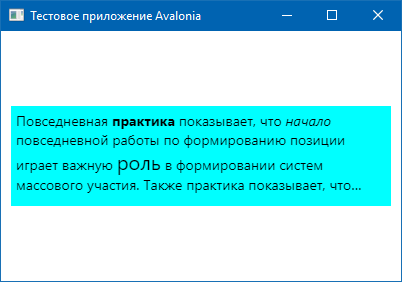 Тестовое приложение Avalonia
Повседневная практика показывает, что начало
повседневной работы по формированию позиции
играет важную роль в формировании систем
массового участия. Также практика показывает, что...